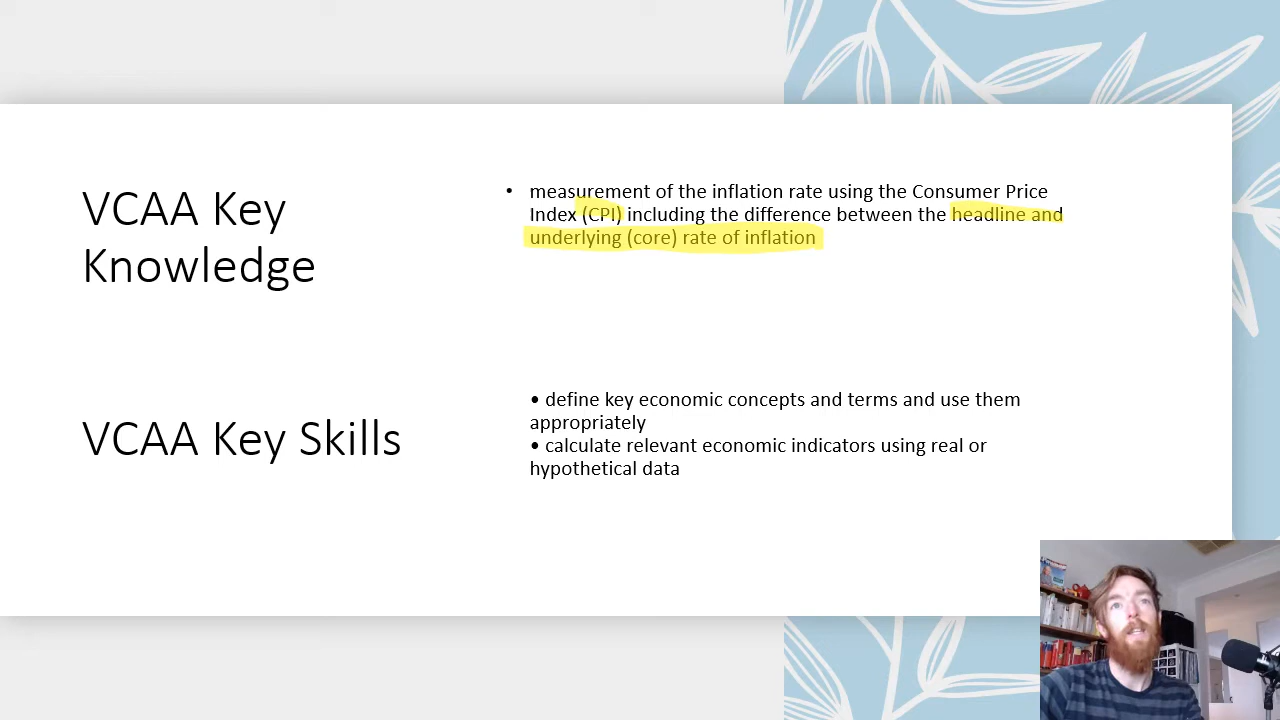 VCAA Key
Knowledge
• measurement of the inflation rate using the Consumer Price
Index (CPI) including the difference between the headline and
underlying (core) rate of inflation
VCAA Key Skills
• define key economic concepts and terms and use them
appropriately
• calculate relevant economic indicators using real or
hypothetical data